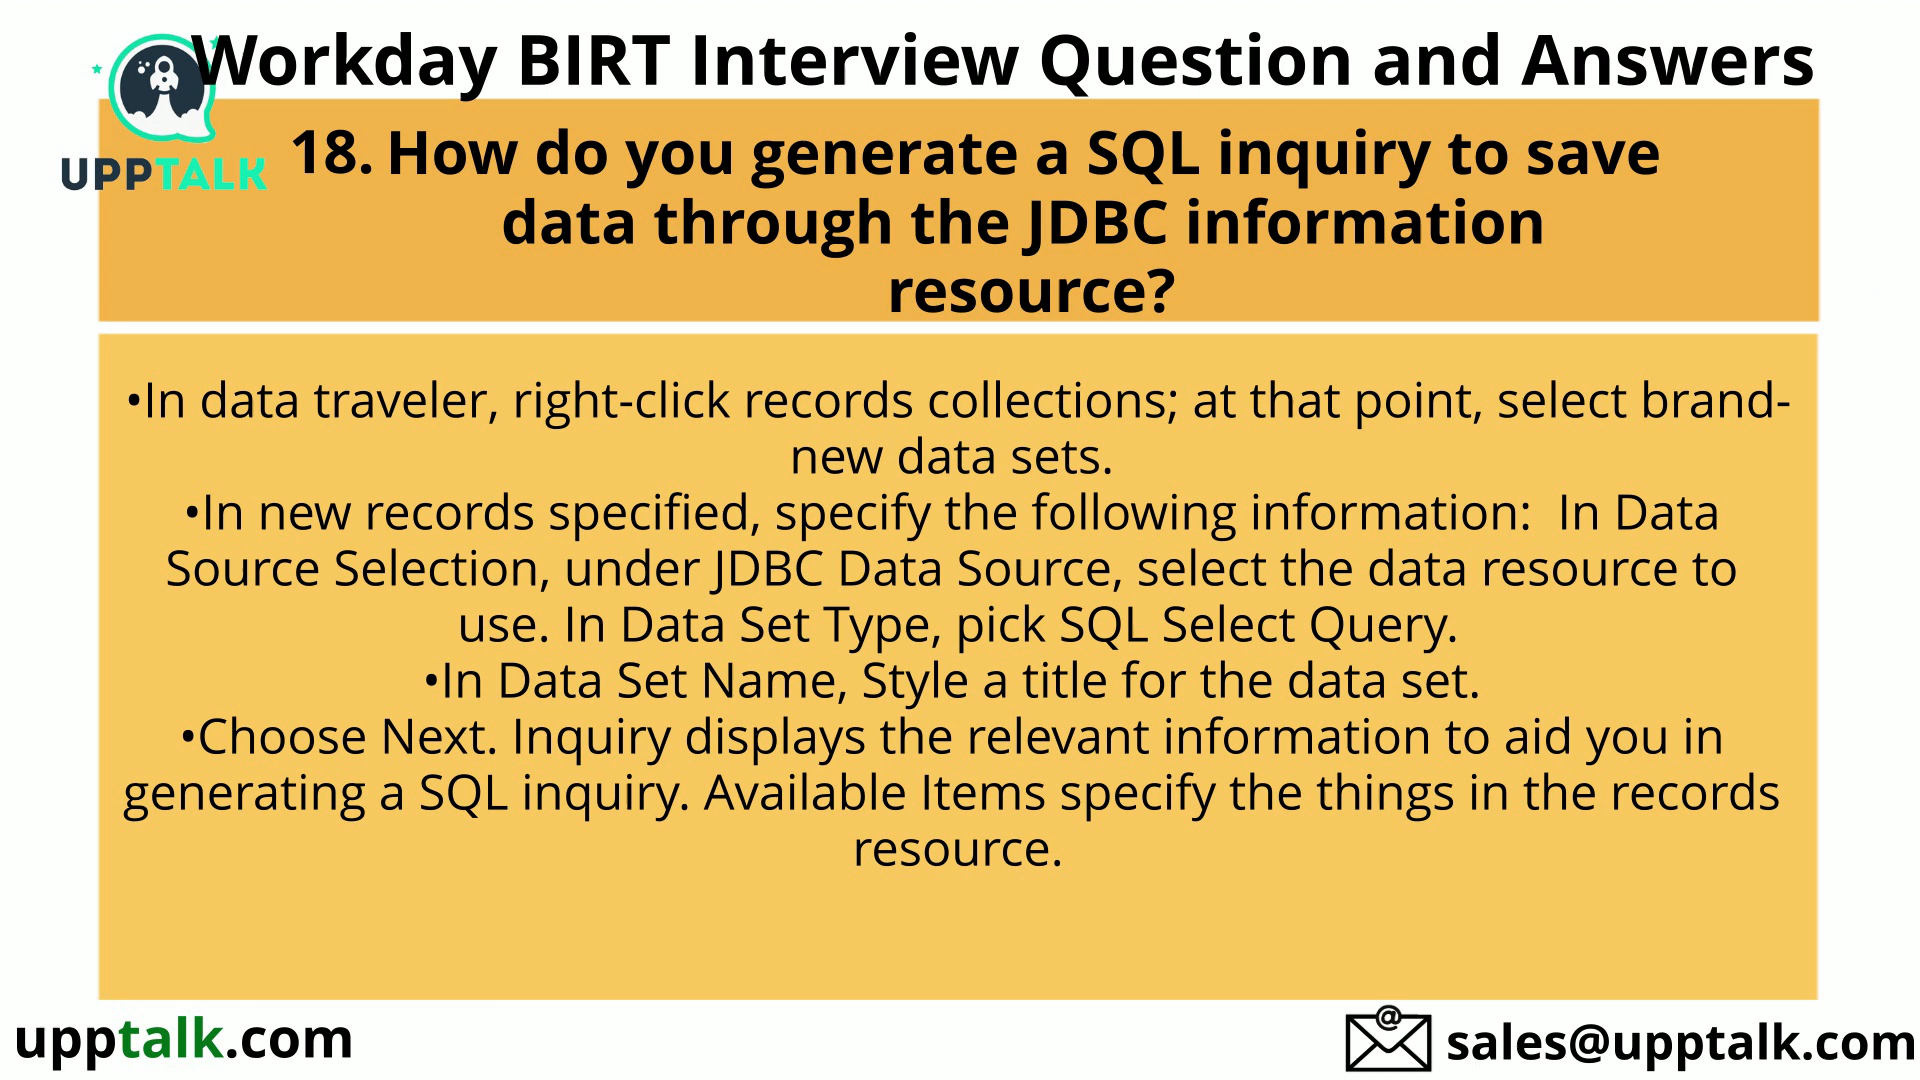 Workday BIRT Interview Question and Answers
UPPTALK
18. How do you generate a SQL inquiry to save
data through the JDBC information
resource?
•In data traveler, right-click records collections; at that point, select brand-
new data sets.
•In new records specified, specify the following information:  In Data
Source Selection, under JDBC Data Source, select the data resource to
use. In Data Set Type, pick SQL Select Query.
•In Data Set Name, Style a title for the data set.
•Choose Next. Inquiry displays the relevant information to aid you in
generating a SQL inquiry. Available Items specify the things in the records
resource.
upptalk.com
@
sales@upptalk.com